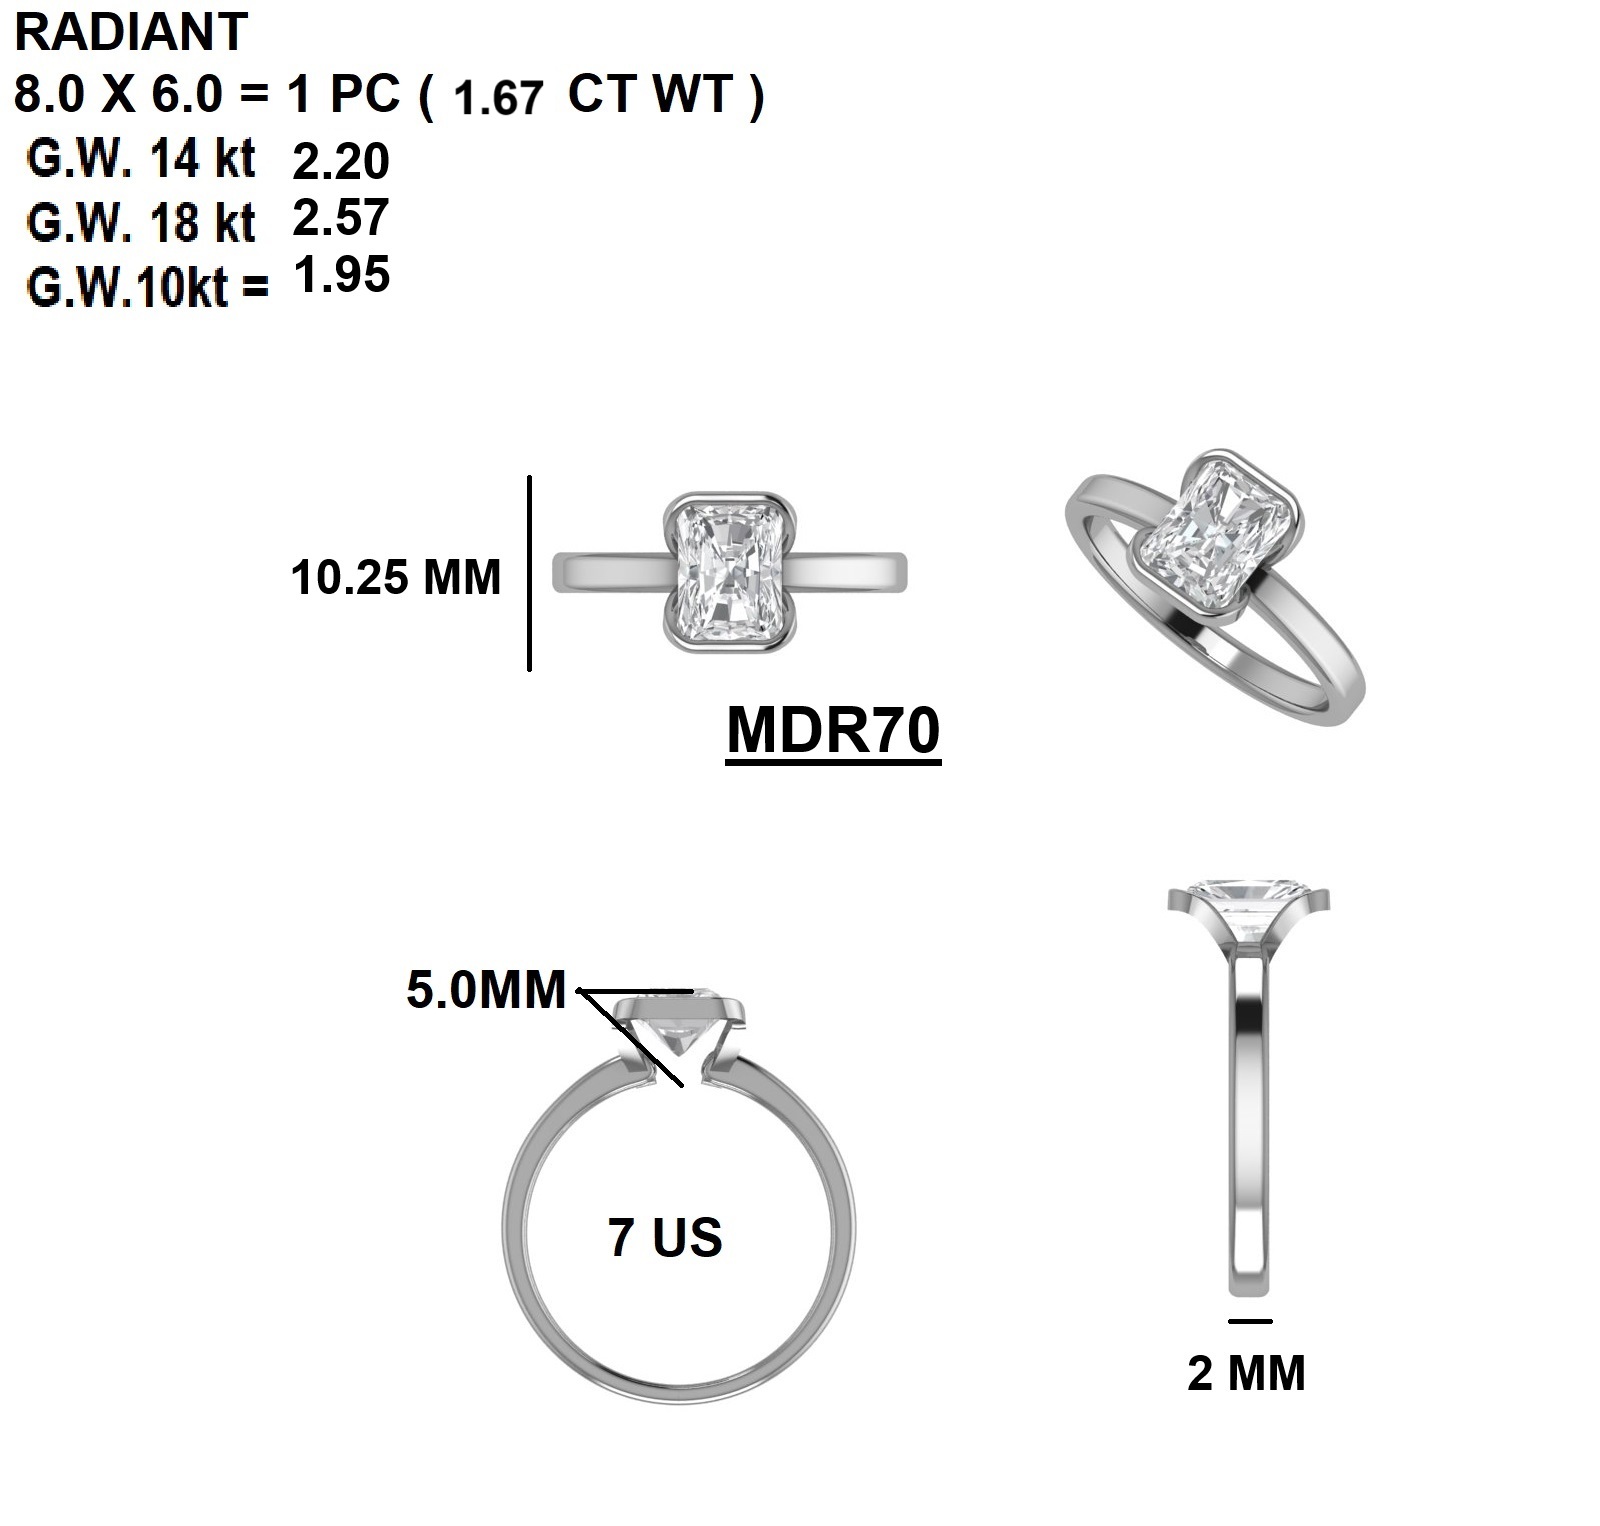 RADIANT
8.0 X 6.0 = 1 PC ( 1.67 CT WT )
G.W. 14 kt 2.20
G.W. 18 kt 2.57
G.W.10kt = 1.95
10.25 MM
MDR70
5.0MM
7 US
2 MM